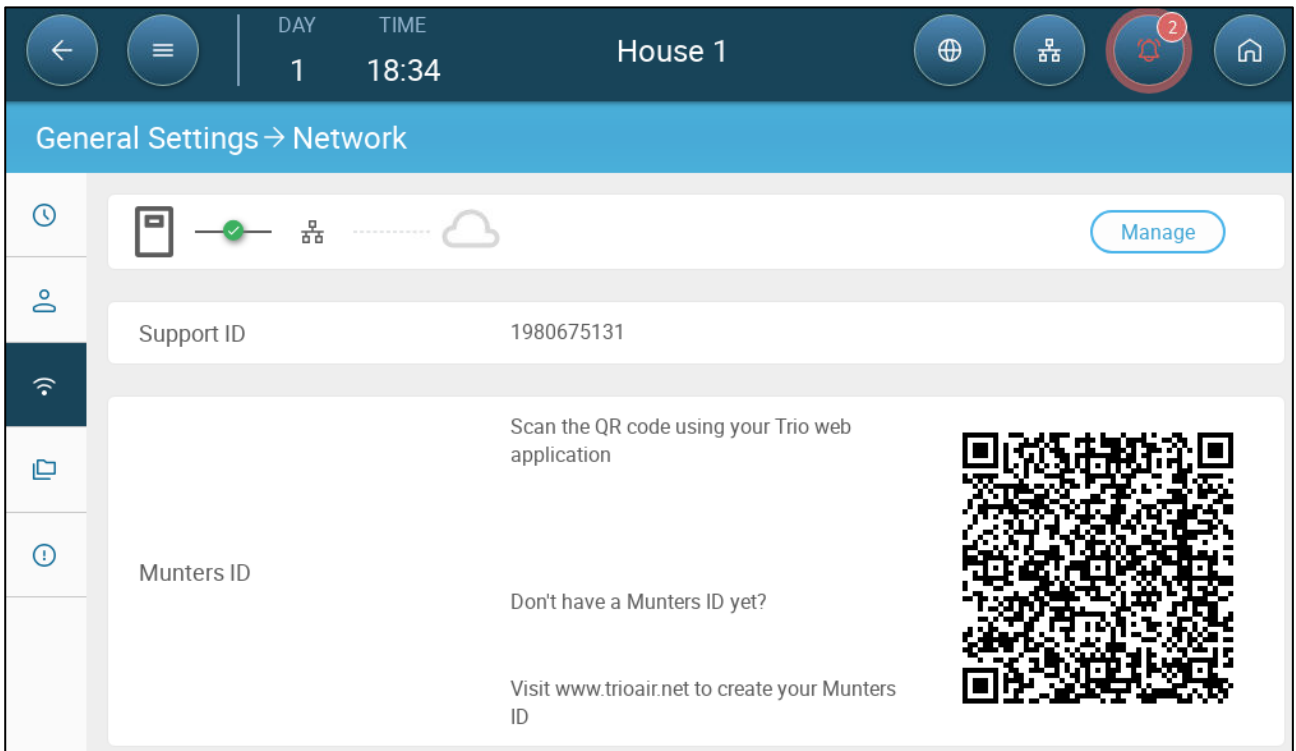 DAY TIME
1 18:34
House 1
2
General Settings → Network
Manage
Support ID
1980675131
Munters ID
Scan the QR code using your Trio web
application
Don't have a Munters ID yet?
Visit www.trioair.net to create your Munters
ID